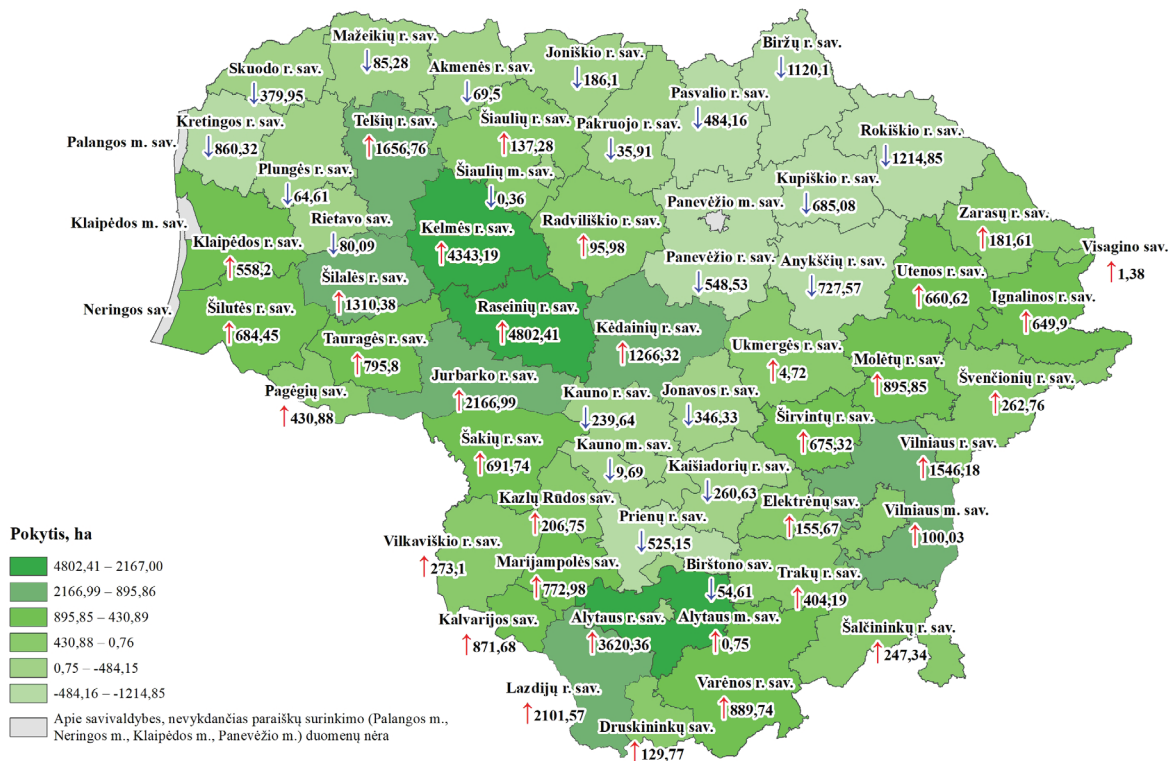 Mažeikių r. sav.
↓85,28
Skuodo r. sav.
↓379,95
Akmenės r. sav.
↓69,5
Joniškio r. sav.
↓186,1
Biržų r. sav.
↓1120,1
Pasvalio r. sav.
↓484,16
Kretingos r. sav.
↓860,32
Palangos m. sav.
Telšių r. sav.
↑1656,76
Šiaulių r. sav.
↑137,28
Pakruojo r. sav.
↓35,91
Rokiškio r. sav.
↓1214,85
Plungės r. sav.
↓64,61
Šiaulių m. sav.
↓0,36
Kupiškio r. sav.
↓685,08
Klaipėdos m. sav.
Rietavo sav.
↓80,09
Kelmės r. sav.
↑4343,19
Radviliškio r. sav.
↑95,98
Panevėžio m. sav.
Zarasų r. sav.
↑181,61
Klaipėdos r. sav.
↑558,2
Visagino sav.
↑1,38
Šilalės r. sav.
↑1310,38
Panevėžio r. sav.
↓548,53
Anykščių r. sav.
↓727,57
Utenos r. sav.
↑660,62
Ignalinos r. sav.
↑649,9
Neringos sav.
Šilutės r. sav.
↑684,45
Raseinių r. sav.
↑4802,41
Tauragės r. sav.
↑795,8
Kėdainių r. sav.
↑1266,32
Ukmergės r. sav.
↑4,72
Molėtų r. sav.
↑895,85
Pagėgių sav.
↑430,88
Jurbarko r. sav.
↑2166,99
Kauno r. sav.
↓239,64
Jonavos r. sav.
↓346,33
Švenčionių r. sav.
↑262,76
Šakių r. sav.
↑691,74
Kauno m. sav.
↓9,69
Širvintų r. sav.
↑675,32
Vilniaus r. sav.
↑1546,18
Kaišiadorių r. sav.
↓260,63
Kazlų Rūdos sav.
↑206,75
Prienų r. sav.
↓525,15
Elektrėnų sav.
↑155,67
Vilniaus m. sav.
↑100,03
Vilkaviškio r. sav.
↑273,1
Marijampolės sav.
↑772,98
Birštono sav.
↓54,61
Trakų r. sav.
↑404,19
Kalvarijos sav.
↑871,68
Alytaus r. sav.
↑3620,36
Alytaus m. sav.
↑0,75
Šalčininkų r. sav.
↑247,34
Lazdijų r. sav.
↑2101,57
Varėnos r. sav.
↑889,74
Druskininkų sav.
↑129,77
Pokytis, ha
4802,41 – 2167,00
2166,99 – 895,86
895,85 – 430,89
430,88 – 0,76
0,75 – -484,15
-484,16 – -1214,85
Apie savivaldybes, nevykdančias paraiškų surinkimo (Palangos m.,
Neringos m., Klaipėdos m., Panevėžio m.) duomenų nėra